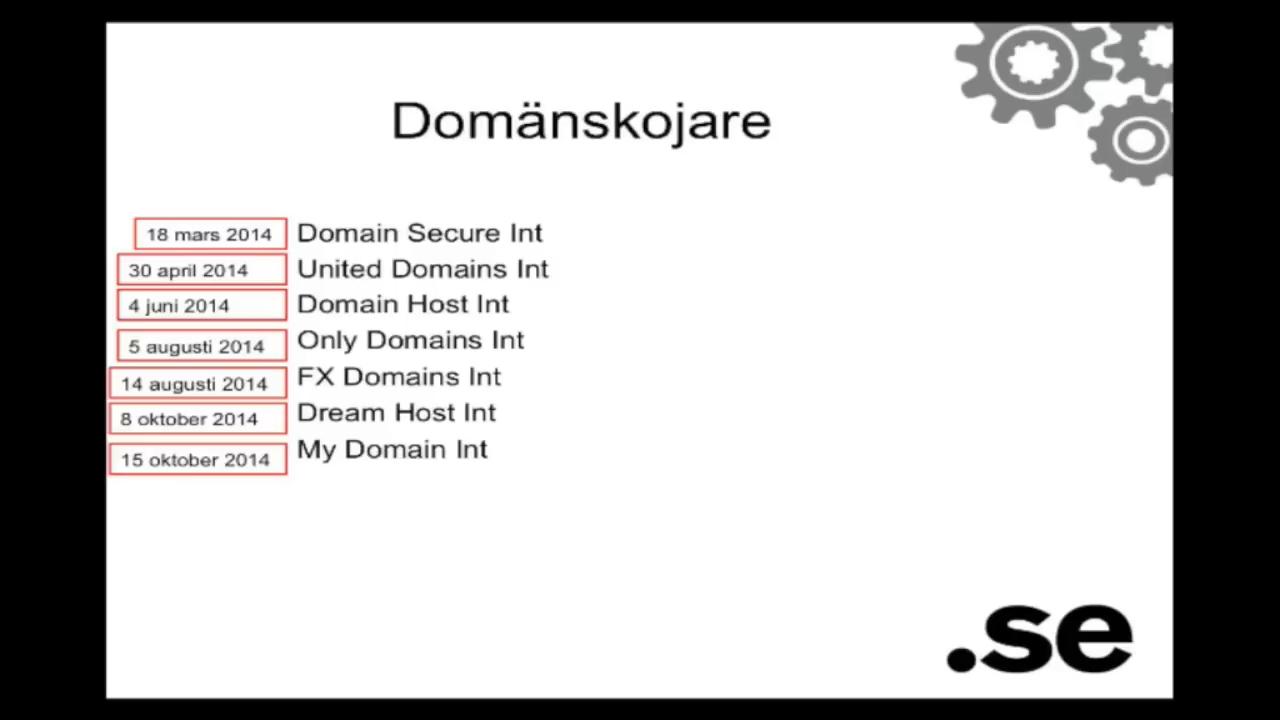 Domänskojare
18 mars 2014 Domain Secure Int
30 april 2014 United Domains Int
4 juni 2014 Domain Host Int
5 augusti 2014 Only Domains Int
14 augusti 2014 FX Domains Int
8 oktober 2014 Dream Host Int
15 oktober 2014 My Domain Int
.se